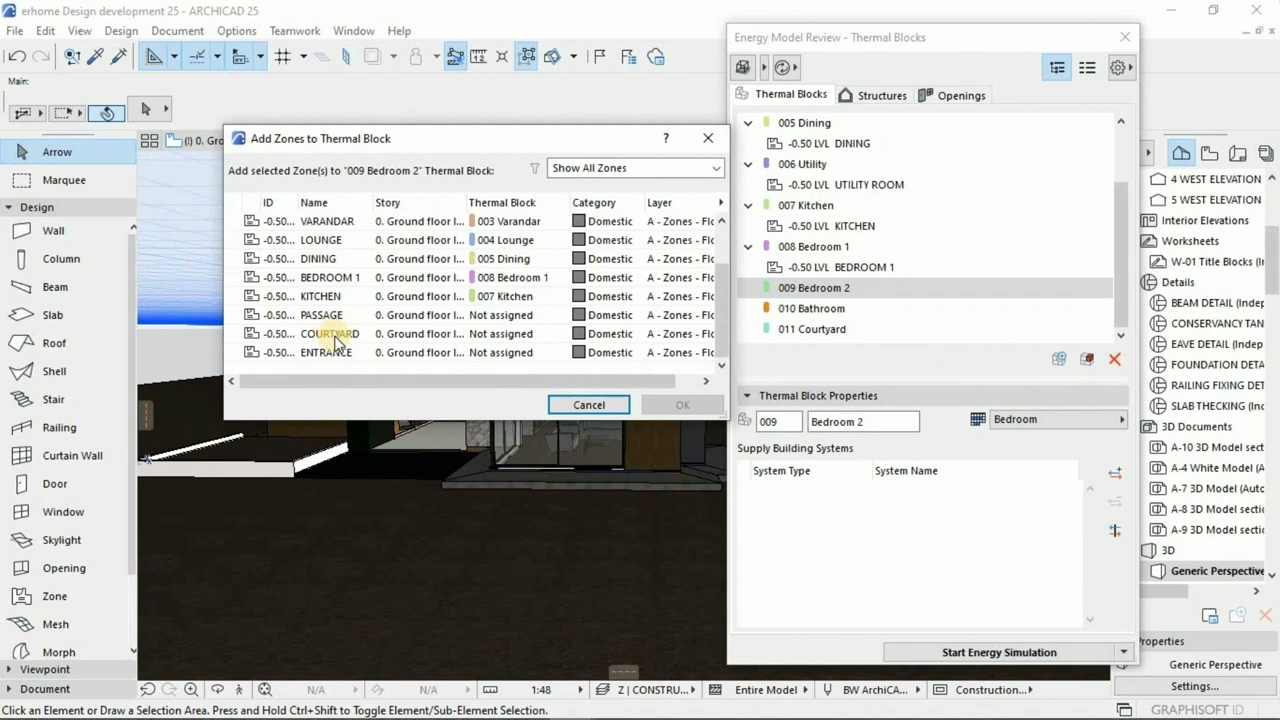 erhome Design development 25 - ARCHICAD 25
File Edit View Design Document Options Teamwork Window Help
Main:
Arrow
Marquee
Design
Wall
Column
Beam
Slab
Roof
Shell
Stair
Railing
Curtain Wall
Door
Window
Skylight
Opening
Zone
Mesh
Morph
Viewpoint
Document
(!) 0. Gro
Add Zones to Thermal Block
?
Add selected Zone(s) to "009 Bedroom 2" Thermal Block:
Show All Zones
ID Name Story Thermal Block Category Layer
-0.50... VARANDAR 0. Ground floor l... 003 Varandar Domestic A - Zones - Flo
-0.50... LOUNGE 0. Ground floor l... 004 Lounge Domestic A - Zones - Flo
-0.50... DINING 0. Ground floor l... 005 Dining Domestic A - Zones - Flo
-0.50... BEDROOM 1 0. Ground floor l... 008 Bedroom 1 Domestic A - Zones - Flo
-0.50... KITCHEN 0. Ground floor l... 007 Kitchen Domestic A - Zones - Flo
-0.50... PASSAGE 0. Ground floor l... Not assigned Domestic A - Zones - Flo
-0.50... COURTYARD 0. Ground floor l... Not assigned Domestic A - Zones - Flo
-0.50... ENTRANCE 0. Ground floor l... Not assigned Domestic A - Zones - Flo
Cancel OK
Energy Model Review - Thermal Blocks
Thermal Blocks Structures Openings
005 Dining
-0.50 LVL DINING
006 Utility
-0.50 LVL UTILITY ROOM
007 Kitchen
-0.50 LVL KITCHEN
008 Bedroom 1
-0.50 LVL BEDROOM 1
009 Bedroom 2
010 Bathroom
011 Courtyard
Thermal Block Properties
009 Bedroom 2 Bedroom
Supply Building Systems
System Type System Name
Start Energy Simulation
4 WEST ELEVATION
5 WEST ELEVATION
Interior Elevations
Worksheets
W-01 Title Blocks (I
Details
BEAM DETAIL (Indep
CONSERVANCY TAN
EAVE DETAIL (Indep
FOUNDATION DETA
RAILING FIXING DET
SLAB THECKING (Inc
3D Documents
A-10 3D Model sect
A-4 White Model (
A-7 3D Model (Auto
A-8 3D Model sectio
A-9 3D Model sectio
3D
Generic Perspective
Properties
Generic Perspective
Settings...
N/A N/A 1:48 Z | CONSTRU... Entire Model BW ArchiCA... Construction...
Click an Element or Draw a Selection Area. Press and Hold Ctrl+Shift to Toggle Element/Sub-Element Selection.
GRAPHISOFT ID